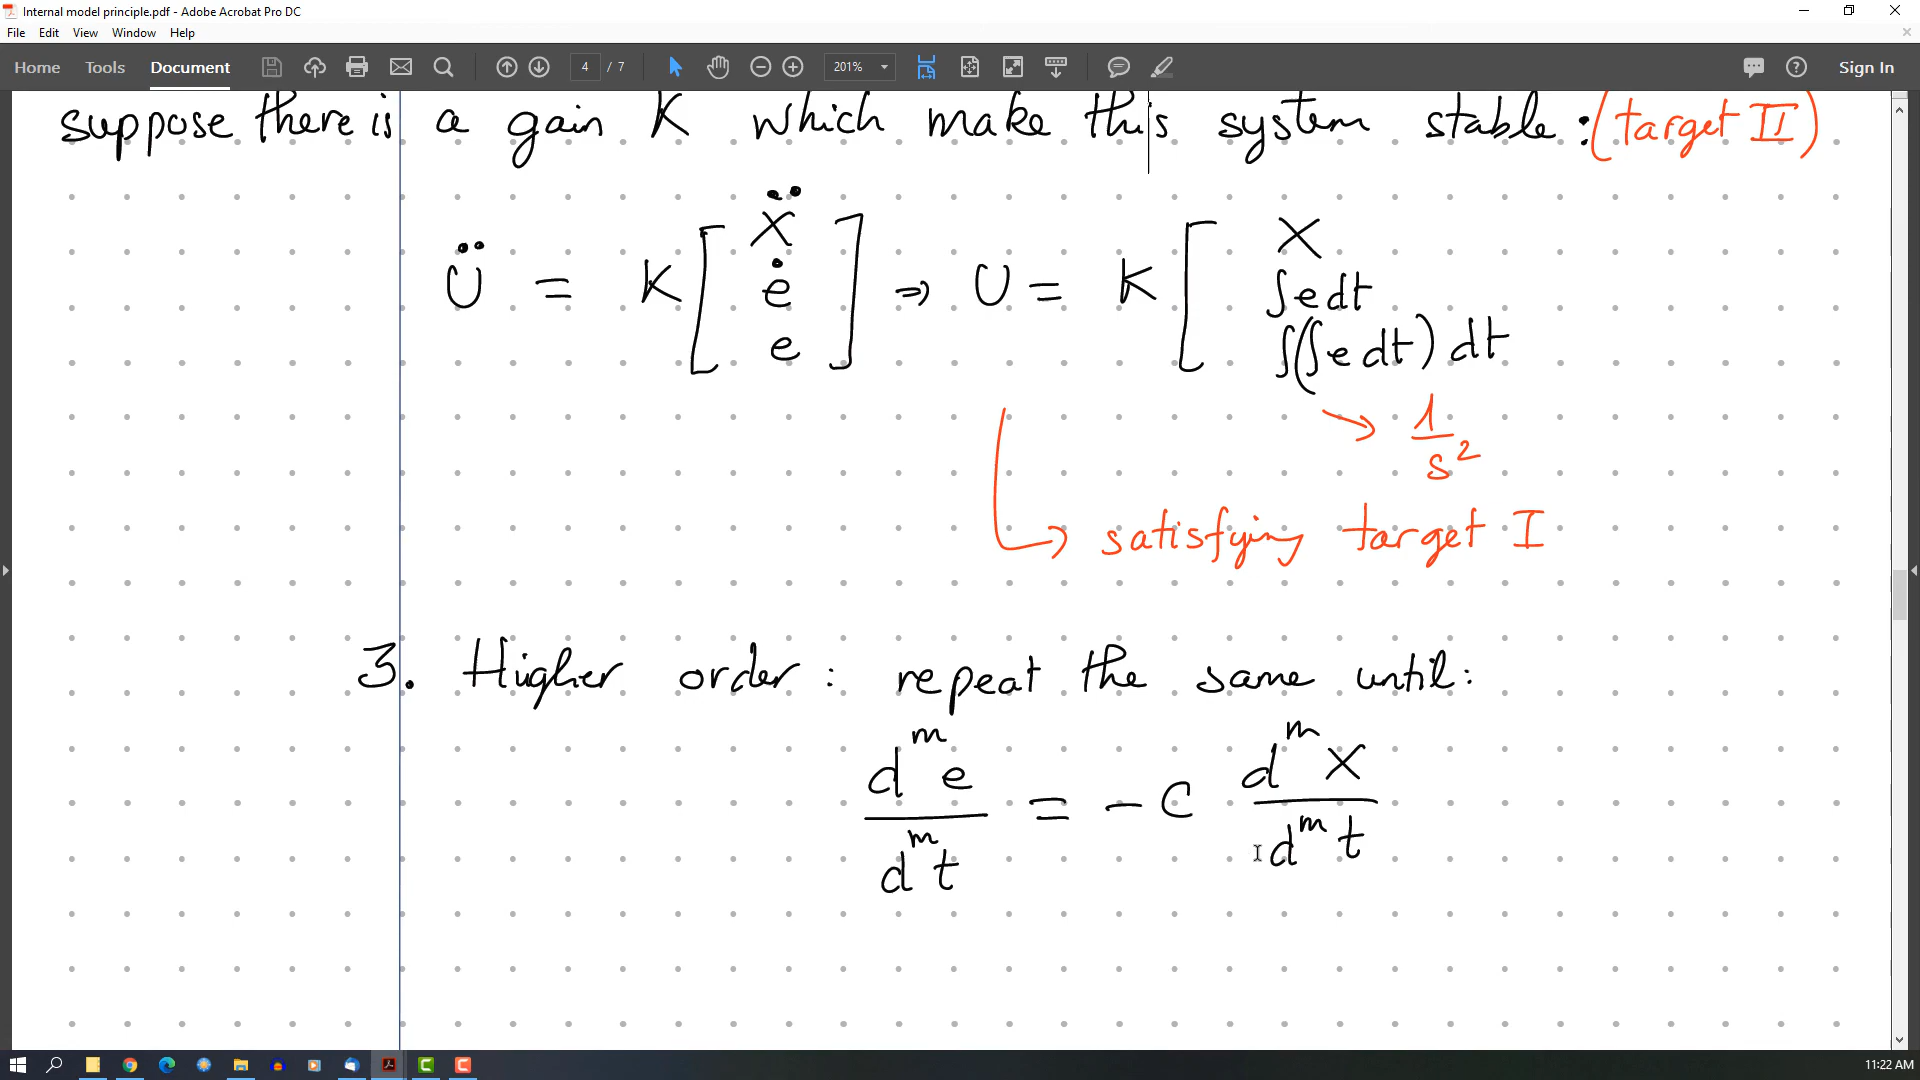 Internal model principle.pdf - Adobe Acrobat Pro DC
File Edit View Window Help
Home Tools Document 4 / 7 201% Sign In
suppose there is a gain K which make this system stable: (target II)
Ü = K [ Ẍ ė e ] ⇒ U = K [ X ∫edt ∫(∫edt)dt
→ 1/s²
↳ satisfying target I
3. Higher order : repeat the same until :
d^m e / d^m t = - C d^m X / d^m t
11:22 AM